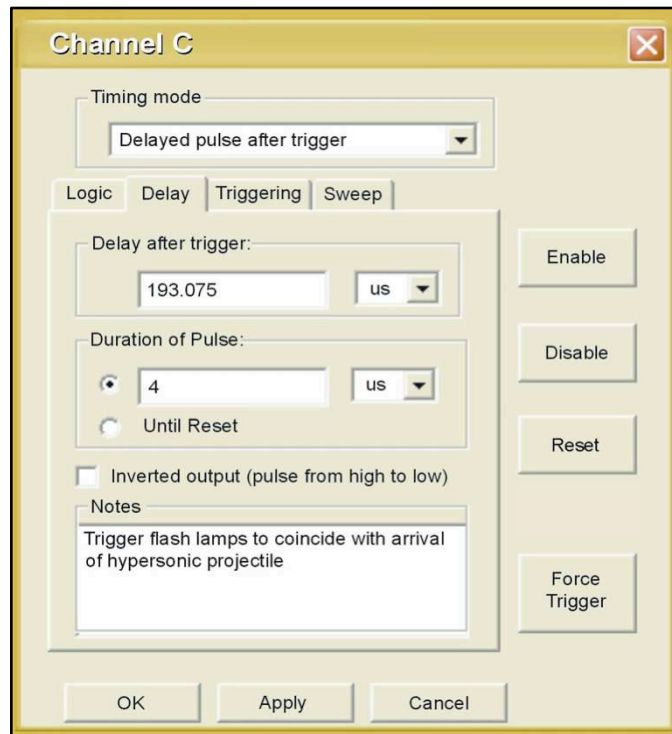 Channel C
Timing mode
Delayed pulse after trigger
Logic Delay Triggering Sweep
Delay after trigger:
193.075 us
Duration of Pulse:
4 us
Until Reset
Inverted output (pulse from high to low)
Notes
Trigger flash lamps to coincide with arrival
of hypersonic projectile
Enable
Disable
Reset
Force
Trigger
OK Apply Cancel